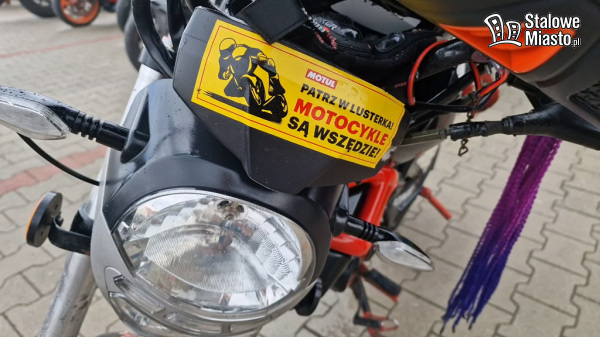 Stalowe
Miasto.pl
MOTUL
PATRZ W LUSTERKA!
MOTOCYKLE
SĄ WSZĘDZIE!